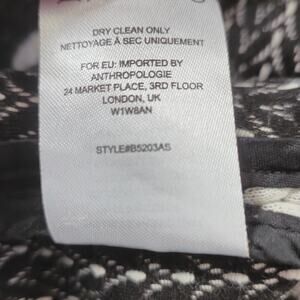 DRY CLEAN ONLY
NETTOYAGE À SEC UNIQUEMENT
FOR EU: IMPORTED BY
ANTHROPOLOGIE
24 MARKET PLACE, 3RD FLOOR
LONDON, UK
W1W8AN
STYLE#B5203AS